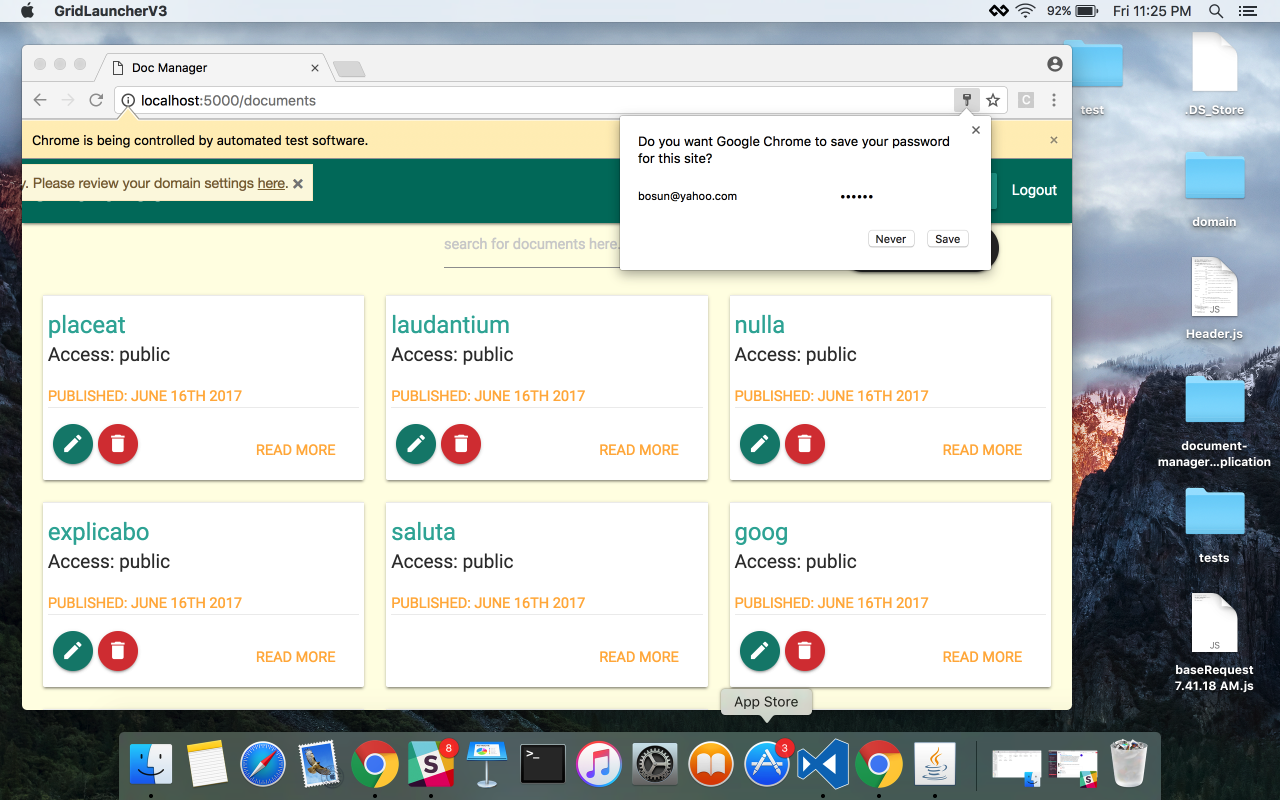 GridLauncherV3
92%
Fri 11:25 PM
Doc Manager
localhost:5000/documents
C
Chrome is being controlled by automated test software.
. Please review your domain settings here.
Do you want Google Chrome to save your password
for this site?
bosun@yahoo.com
••••••
Never
Save
Logout
search for documents here.
placeat
Access: public
PUBLISHED: JUNE 16TH 2017
READ MORE
laudantium
Access: public
PUBLISHED: JUNE 16TH 2017
READ MORE
nulla
Access: public
PUBLISHED: JUNE 16TH 2017
READ MORE
explicabo
Access: public
PUBLISHED: JUNE 16TH 2017
READ MORE
saluta
Access: public
PUBLISHED: JUNE 16TH 2017
READ MORE
goog
Access: public
PUBLISHED: JUNE 16TH 2017
READ MORE
test
.DS_Store
domain
JS
Header.js
document-
manager...plication
tests
JS
baseRequest
7.41.18 AM.js
App Store
8
S
>_
3
S